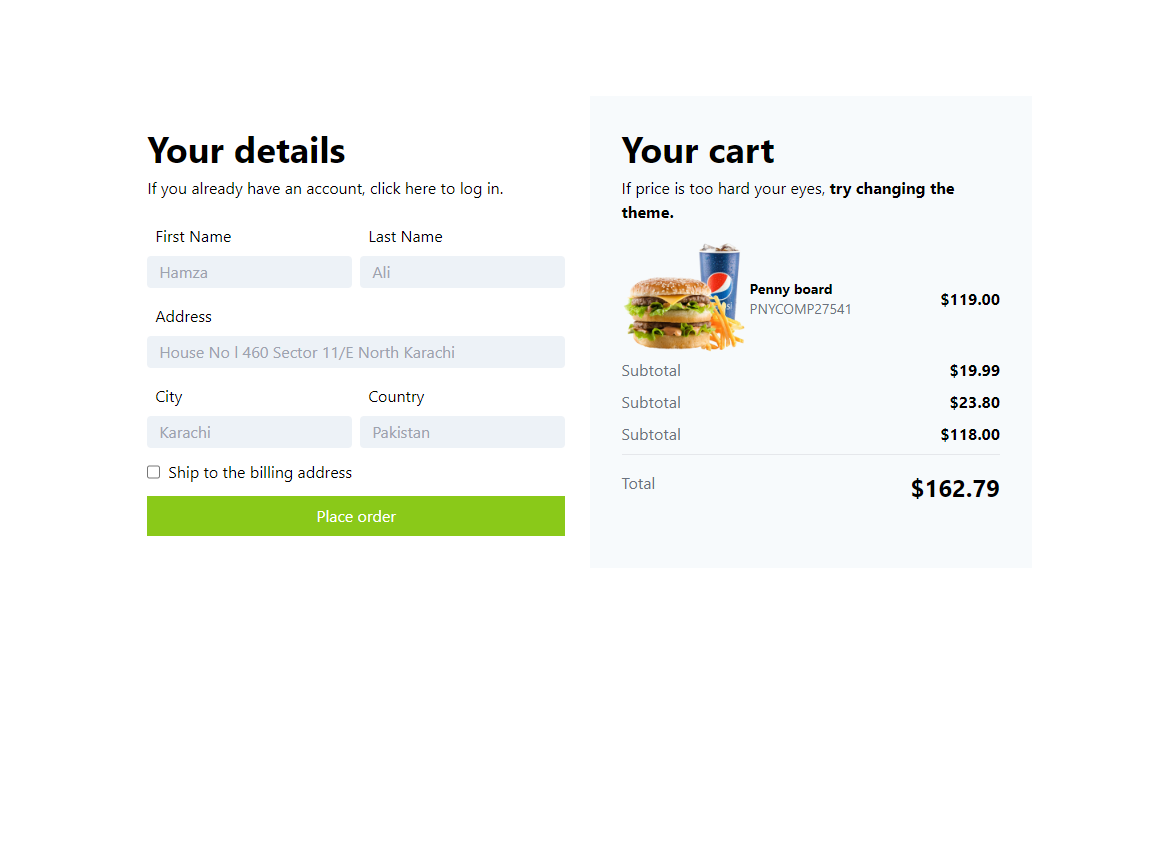 Your details
If you already have an account, click here to log in.
First Name
Last Name
Hamza
Ali
Address
House No l 460 Sector 11/E North Karachi
City
Country
Karachi
Pakistan
Ship to the billing address
Place order
Your cart
If price is too hard your eyes, try changing the
theme.
Penny board
PNYCOMP27541
$119.00
Subtotal
$19.99
Subtotal
$23.80
Subtotal
$118.00
Total
$162.79